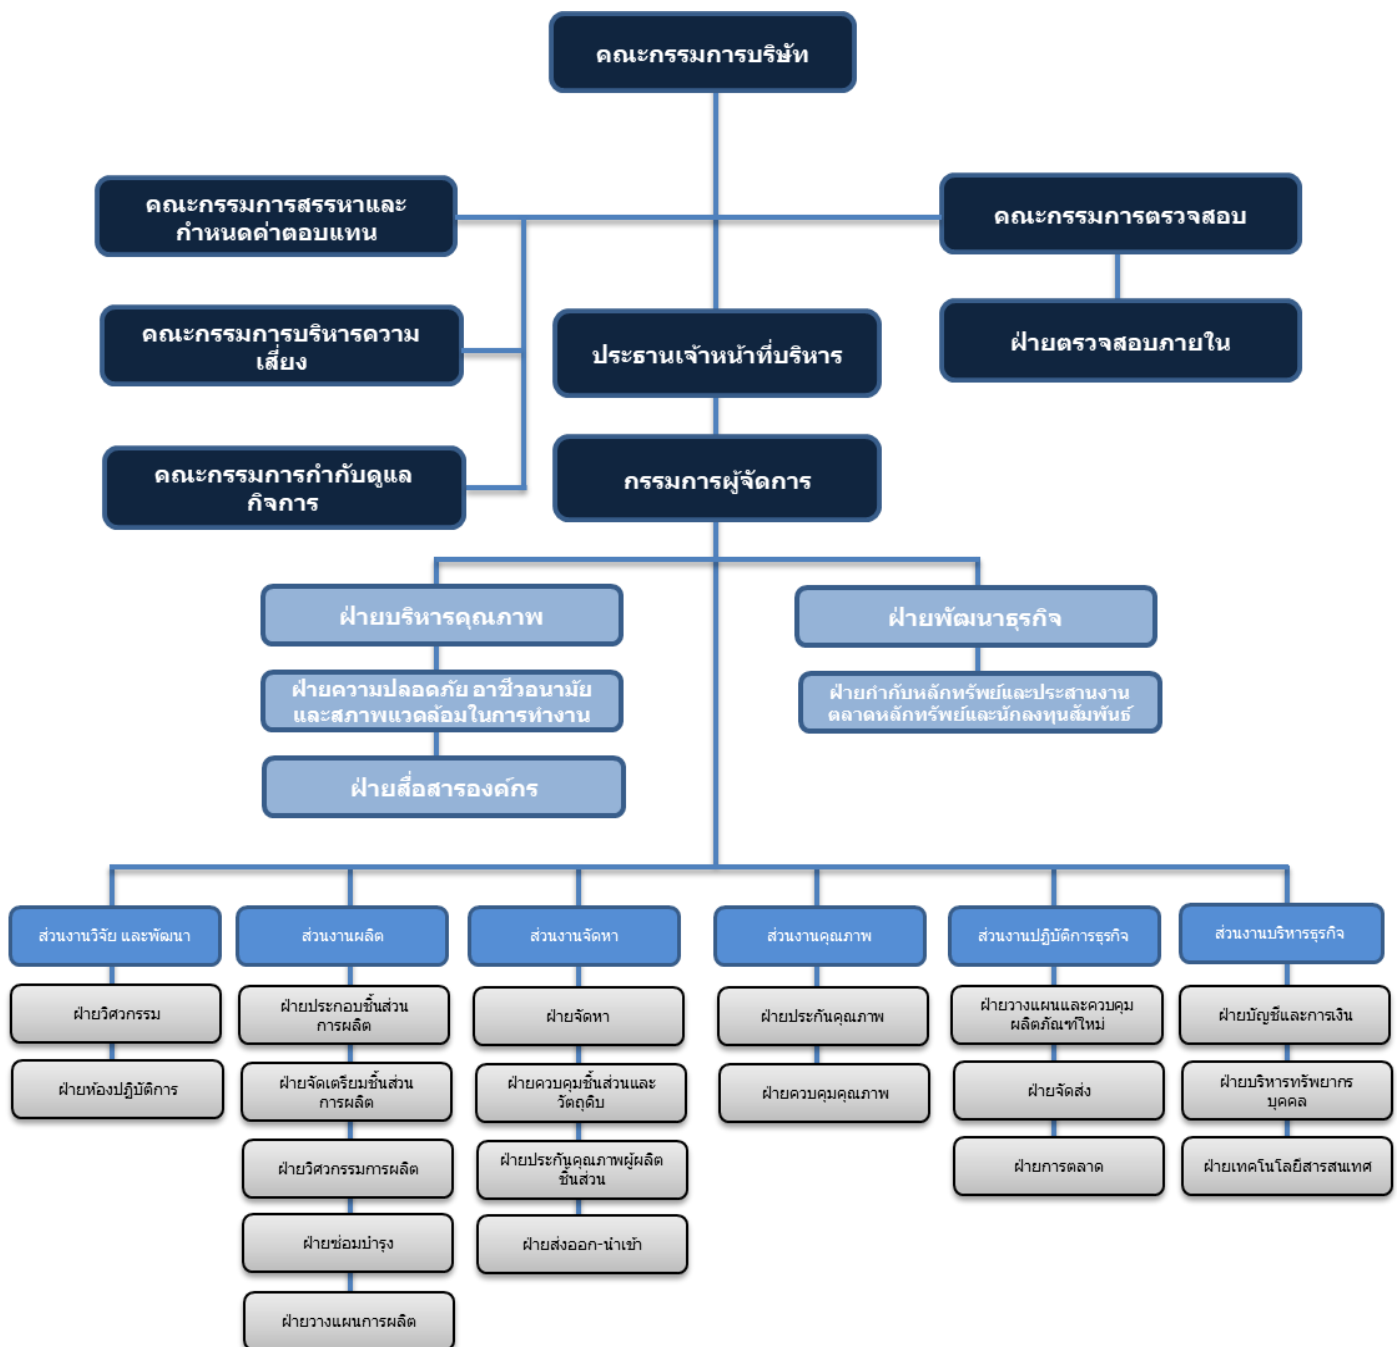 คณะกรรมการบริษัท
คณะกรรมการสรรหาและ
กำหนดค่าตอบแทน
คณะกรรมการตรวจสอบ
คณะกรรมการบริหารความ
เสี่ยง
ประธานเจ้าหน้าที่บริหาร
ฝ่ายตรวจสอบภายใน
คณะกรรมการกำกับดูแล
กิจการ
กรรมการผู้จัดการ
ฝ่ายบริหารคุณภาพ
ฝ่ายพัฒนาธุรกิจ
ฝ่ายความปลอดภัย อาชีวอนามัย
และสภาพแวดล้อมในการทำงาน
ฝ่ายกำกับหลักทรัพย์และประสานงาน
ตลาดหลักทรัพย์และนักลงทุนสัมพันธ์
ฝ่ายสื่อสารองค์กร
ส่วนงานวิจัย และพัฒนา
ส่วนงานผลิต
ส่วนงานจัดหา
ส่วนงานคุณภาพ
ส่วนงานปฏิบัติการธุรกิจ
ส่วนงานบริหารธุรกิจ
ฝ่ายวิศวกรรม
ฝ่ายประกอบชิ้นส่วน
การผลิต
ฝ่ายจัดหา
ฝ่ายประกันคุณภาพ
ฝ่ายวางแผนและควบคุม
ผลิตภัณฑ์ใหม่
ฝ่ายบัญชีและการเงิน
ฝ่ายห้องปฏิบัติการ
ฝ่ายจัดเตรียมชิ้นส่วน
การผลิต
ฝ่ายควบคุมชิ้นส่วนและ
วัตถุดิบ
ฝ่ายควบคุมคุณภาพ
ฝ่ายจัดส่ง
ฝ่ายบริหารทรัพยากร
บุคคล
ฝ่ายวิศวกรรมการผลิต
ฝ่ายประกันคุณภาพผู้ผลิต
ชิ้นส่วน
ฝ่ายการตลาด
ฝ่ายเทคโนโลยีสารสนเทศ
ฝ่ายซ่อมบำรุง
ฝ่ายส่งออก-นำเข้า
ฝ่ายวางแผนการผลิต